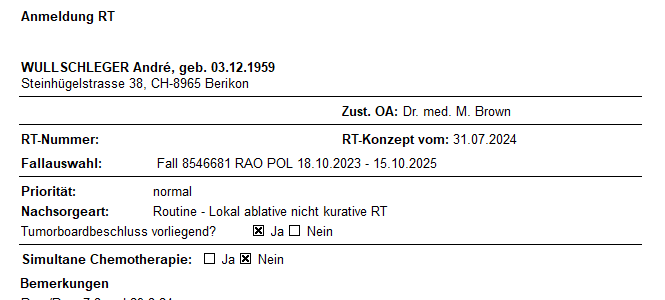 Anmeldung RT
WULLSCHLEGER André, geb. 03.12.1959
Steinhügelstrasse 38, CH-8965 Berikon
Zust. OA: Dr. med. M. Brown
RT-Nummer: RT-Konzept vom: 31.07.2024
Fallauswahl: Fall 8546681 RAO POL 18.10.2023 - 15.10.2025
Priorität: normal
Nachsorgeart: Routine - Lokal ablative nicht kurative RT
Tumorboardbeschluss vorliegend? ☒ Ja ☐ Nein
Simultane Chemotherapie: ☐ Ja ☒ Nein
Bemerkungen